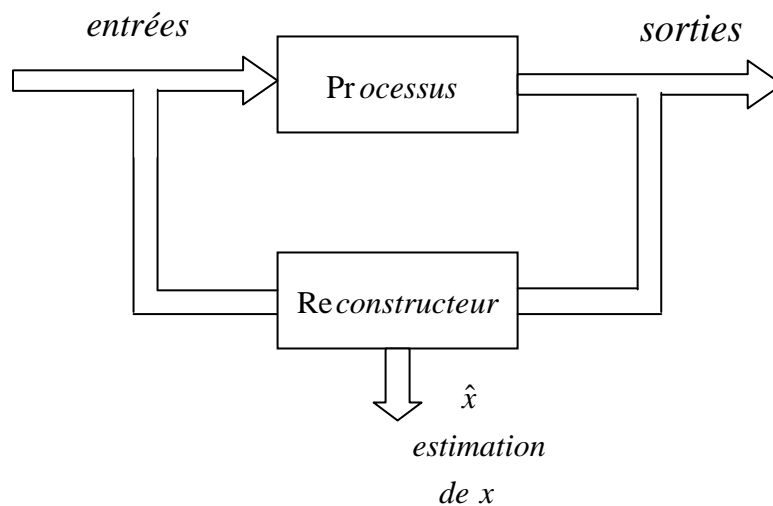 entrées
sorties
Processus
Reconstructeur
x̂
estimation
de x